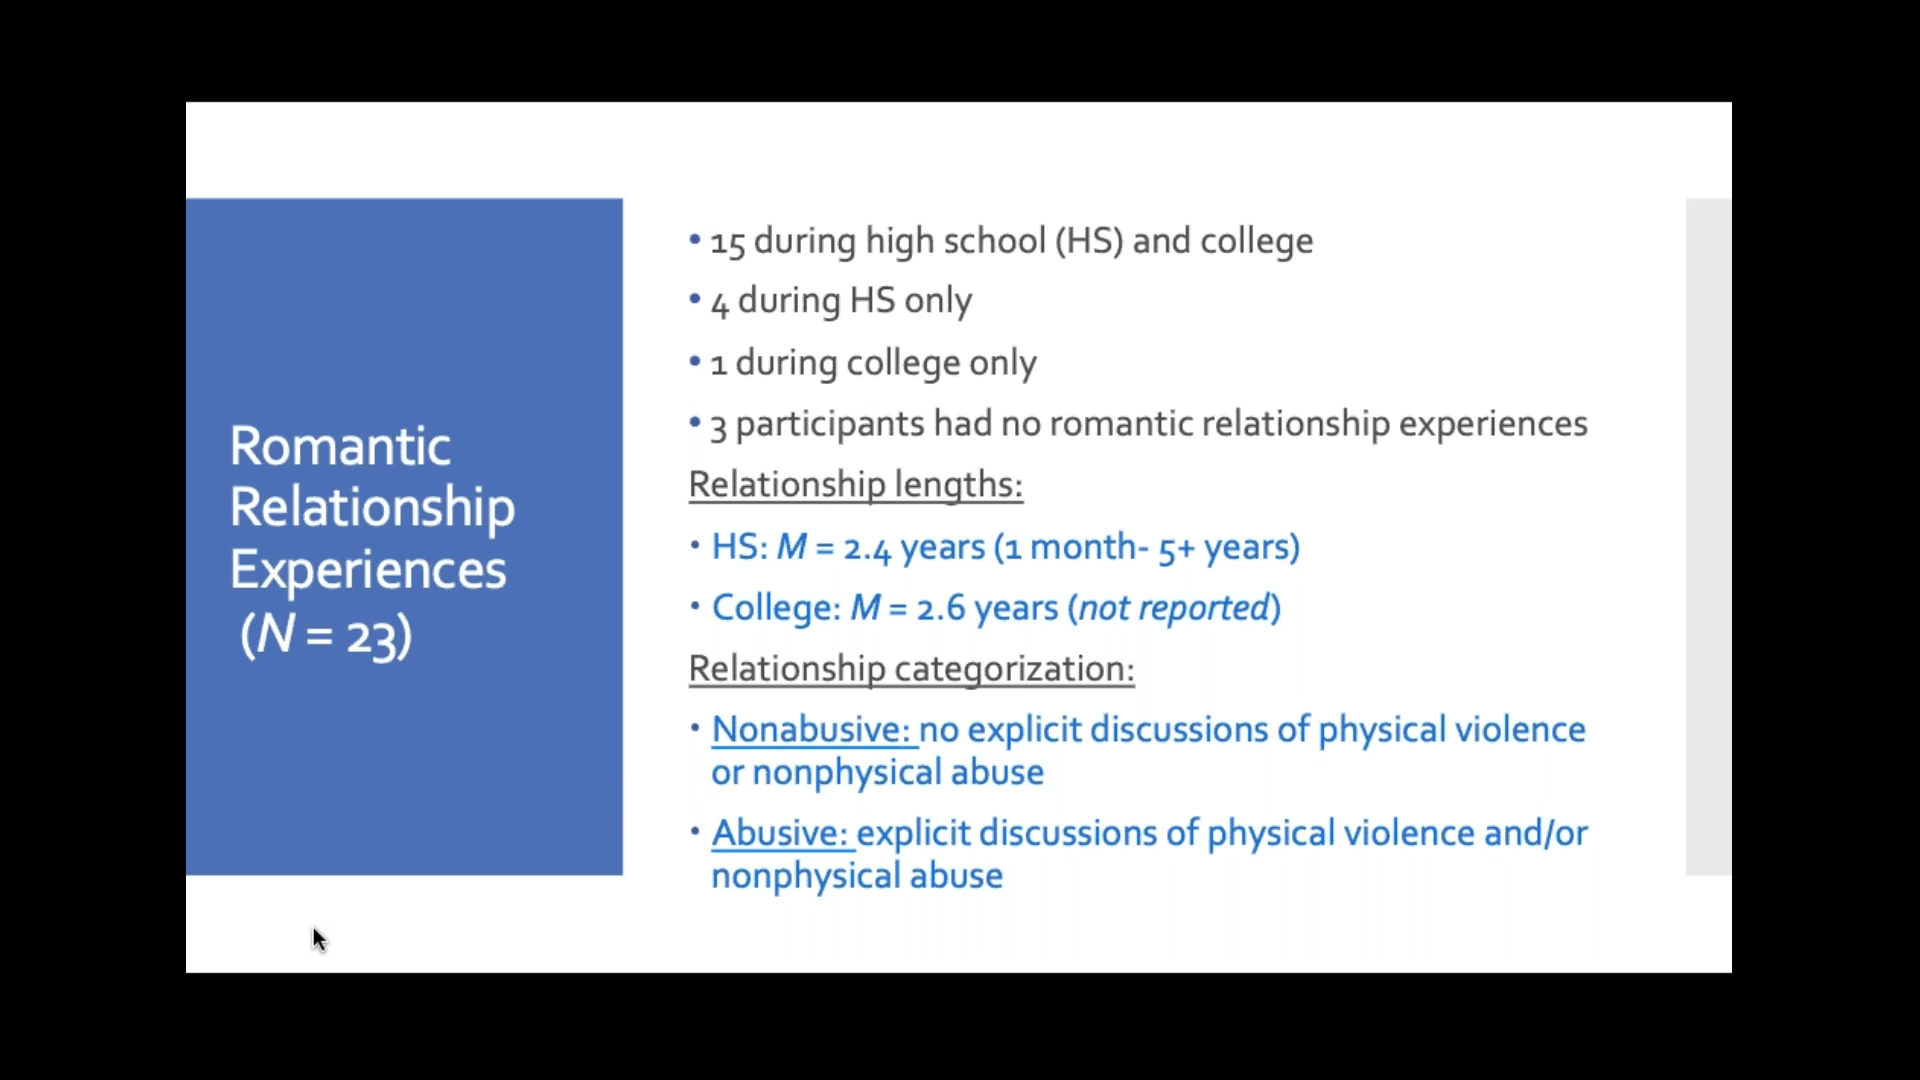 Romantic
Relationship
Experiences
(N = 23)
• 15 during high school (HS) and college
• 4 during HS only
• 1 during college only
• 3 participants had no romantic relationship experiences
Relationship lengths:
• HS: M = 2.4 years (1 month- 5+ years)
• College: M = 2.6 years (not reported)
Relationship categorization:
• Nonabusive: no explicit discussions of physical violence
or nonphysical abuse
• Abusive: explicit discussions of physical violence and/or
nonphysical abuse